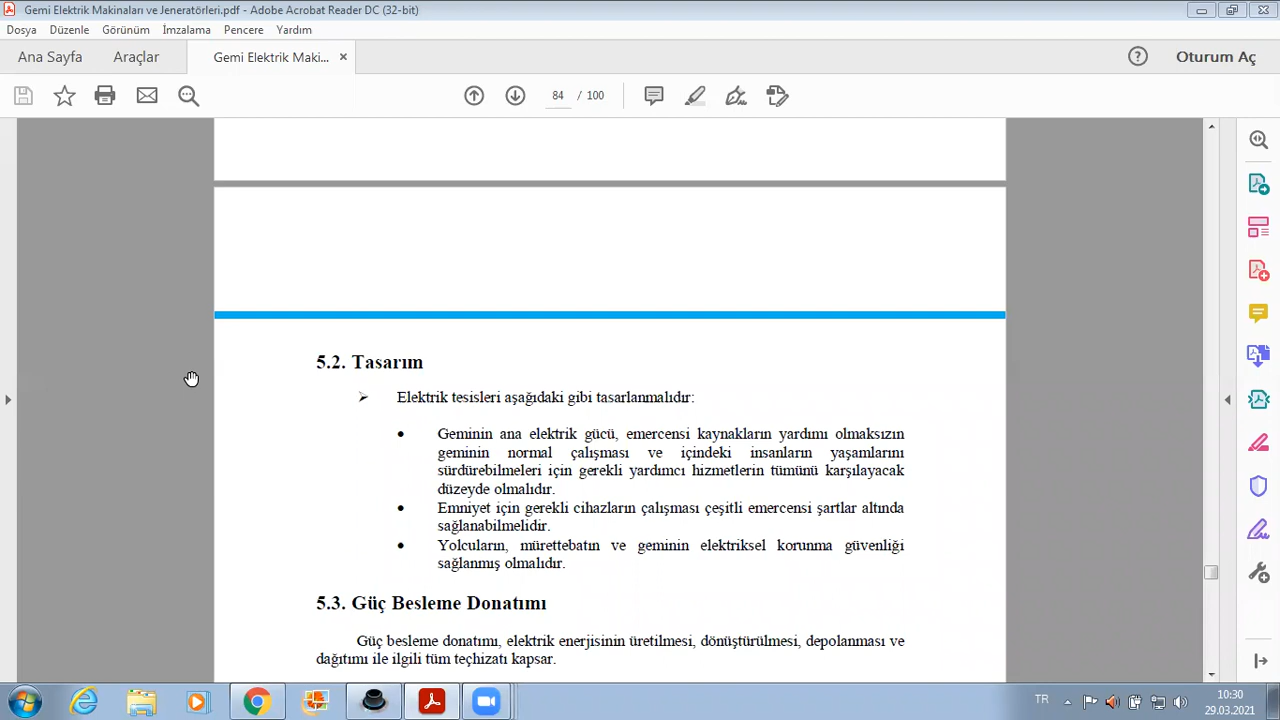 Gemi Elektrik Makinaları ve Jeneratörleri.pdf - Adobe Acrobat Reader DC (32-bit)
Dosya Düzenle Görünüm İmzalama Pencere Yardım
Ana Sayfa Araçlar Gemi Elektrik Maki... × ? Oturum Aç
84 / 100
5.2. Tasarım
➢ Elektrik tesisleri aşağıdaki gibi tasarlanmalıdır:
• Geminin ana elektrik gücü, emercensi kaynakların yardımı olmaksızın
geminin normal çalışması ve içindeki insanların yaşamlarını
sürdürebilmeleri için gerekli yardımcı hizmetlerin tümünü karşılayacak
düzeyde olmalıdır.
• Emniyet için gerekli cihazların çalışması çeşitli emercensi şartlar altında
sağlanabilmelidir.
• Yolcuların, mürettebatın ve geminin elektriksel korunma güvenliği
sağlanmış olmalıdır.
5.3. Güç Besleme Donatımı
Güç besleme donatımı, elektrik enerjisinin üretilmesi, dönüştürülmesi, depolanması ve
dağıtımı ile ilgili tüm teçhizatı kapsar.
TR 10:30
29.03.2021